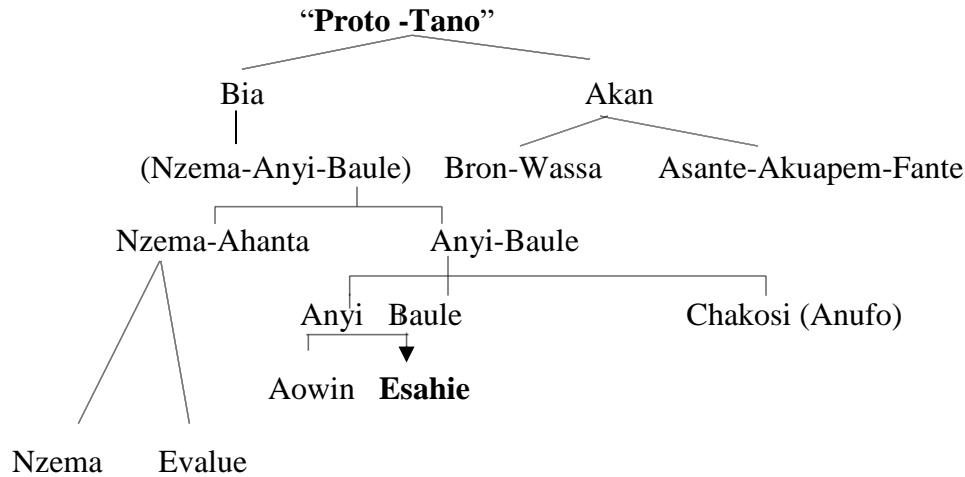 “Proto -Tano”
Bia Akan
(Nzema-Anyi-Baule) Bron-Wassa Asante-Akuapem-Fante
Nzema-Ahanta Anyi-Baule
Anyi Baule Chakosi (Anufo)
Aowin Esahie
Nzema Evalue